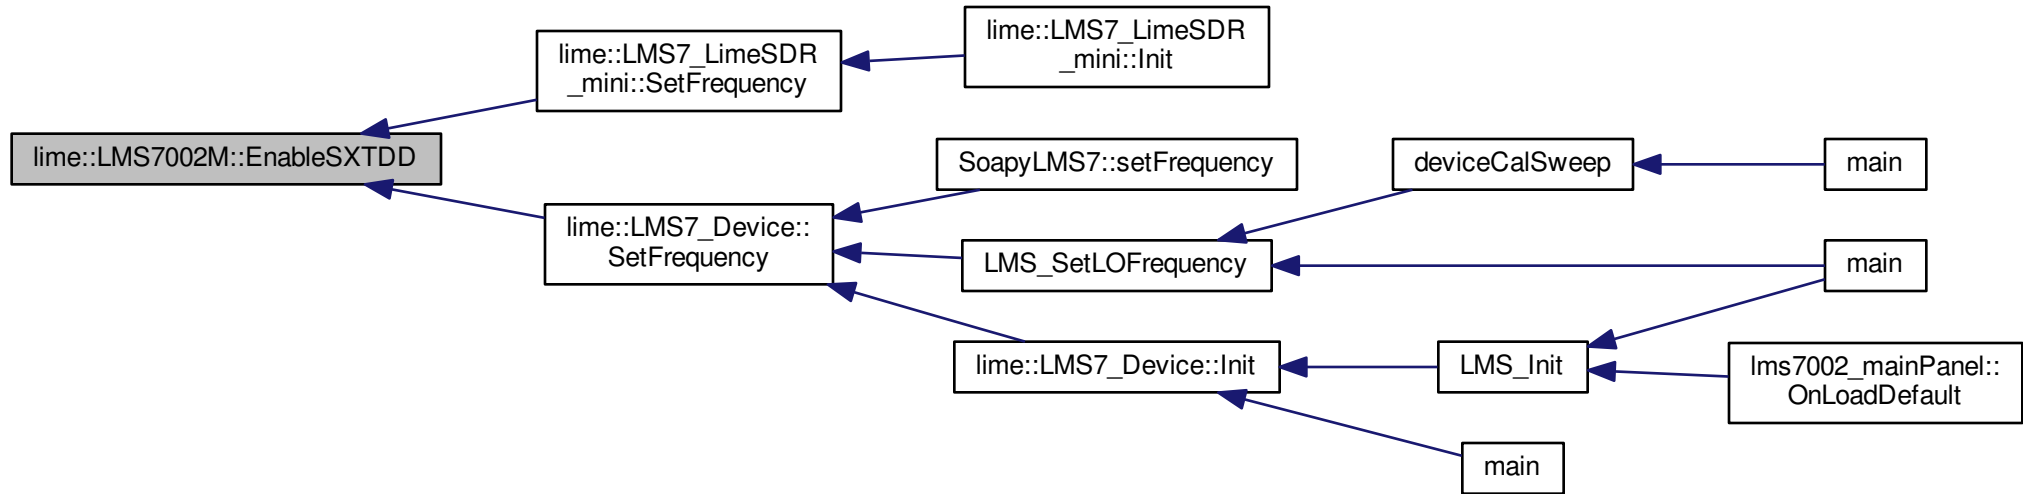 lime::LMS7002M::EnableSXTDD
lime::LMS7_LimeSDR
_mini::SetFrequency
lime::LMS7_LimeSDR
_mini::Init
lime::LMS7_Device::
SetFrequency
SoapyLMS7::setFrequency
LMS_SetLOFrequency
deviceCalSweep
main
main
lime::LMS7_Device::Init
LMS_Init
lms7002_mainPanel::
OnLoadDefault
main